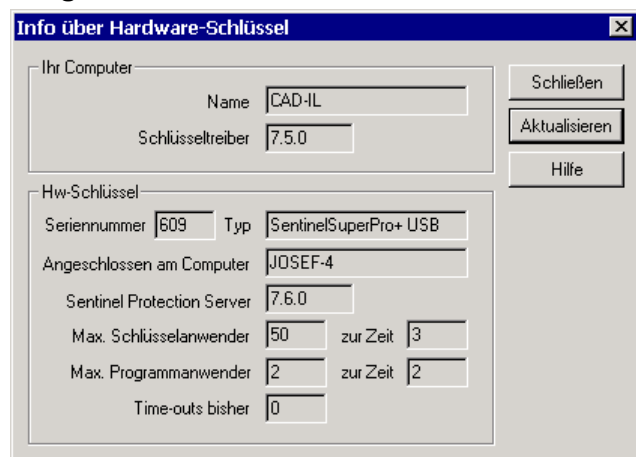 Info über Hardware-Schlüssel
Ihr Computer
Name CAD-IL
Schlüsseltreiber 7.5.0
Schließen
Aktualisieren
Hilfe
Hw-Schlüssel
Seriennummer 609 Typ SentinelSuperPro+ USB
Angeschlossen am Computer JOSEF-4
Sentinel Protection Server 7.6.0
Max. Schlüsselanwender 50 zur Zeit 3
Max. Programmanwender 2 zur Zeit 2
Time-outs bisher 0